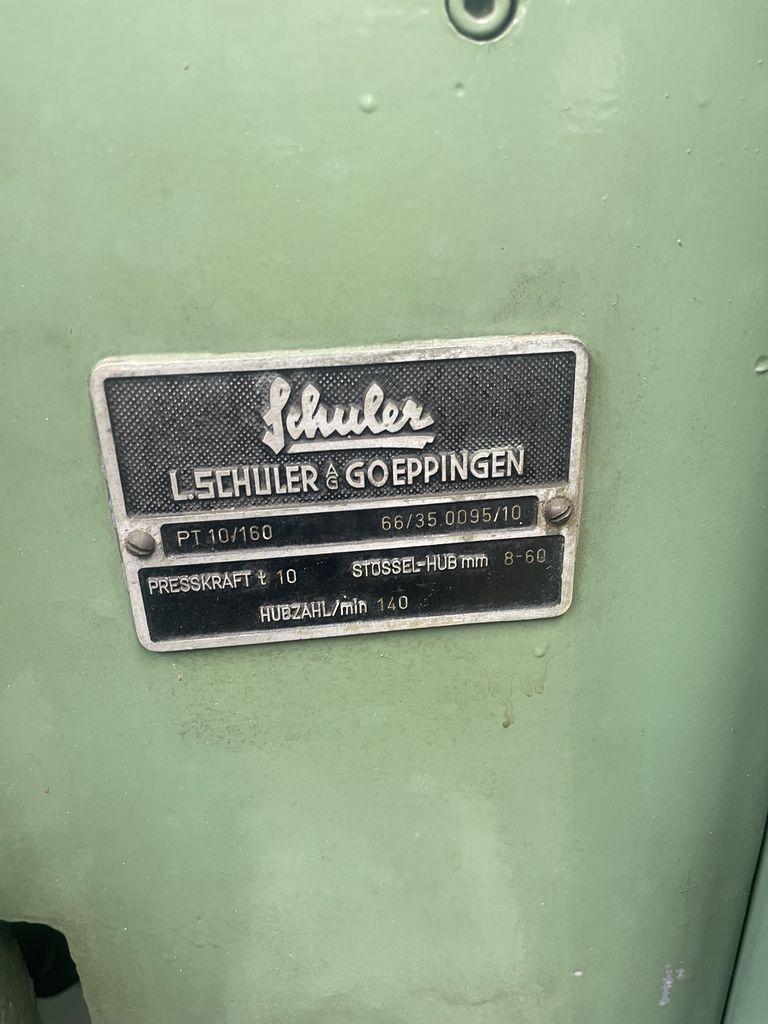 Schuler
L.SCHULER AG GOEPPINGEN
PT 10/160 66/35.0095/10
PRESSKRAFT t 10 STÖSSEL-HUB mm 8-60
HUBZAHL/min 140